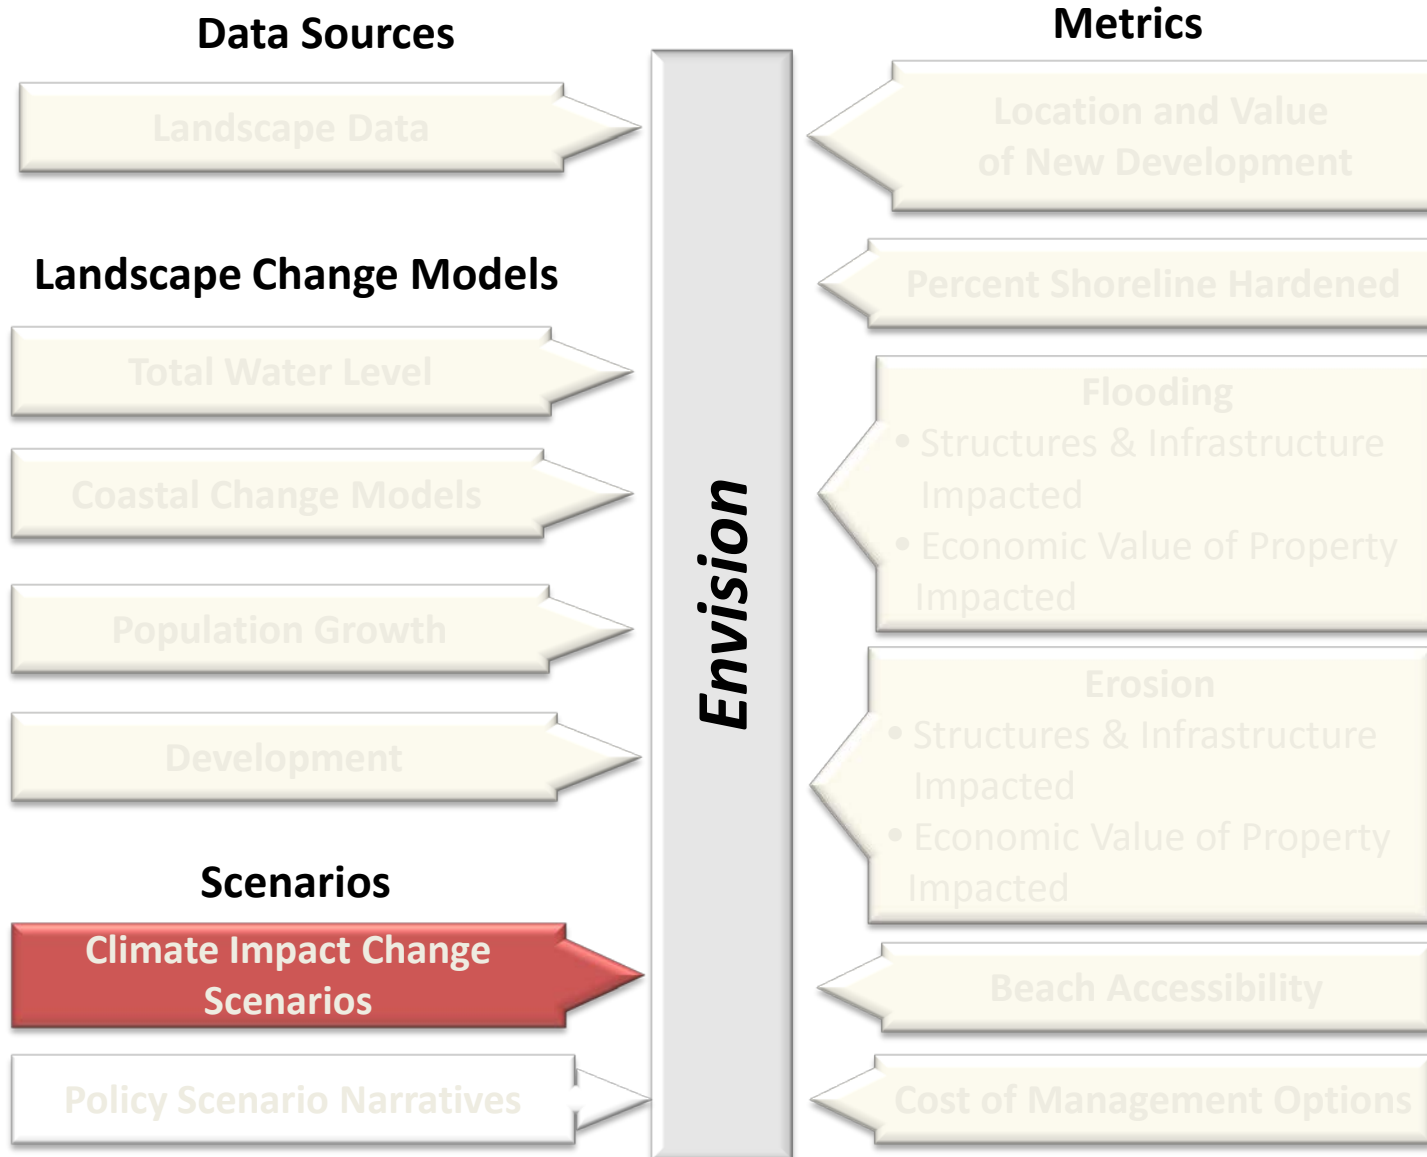 Data Sources
Landscape Data
Landscape Change Models
Total Water Level
Coastal Change Models
Population Growth
Development
Scenarios
Climate Impact Change
Scenarios
Policy Scenario Narratives
Envision
Metrics
Location and Value
of New Development
Percent Shoreline Hardened
Flooding
• Structures & Infrastructure
Impacted
• Economic Value of Property
Impacted
Erosion
• Structures & Infrastructure
Impacted
• Economic Value of Property
Impacted
Beach Accessibility
Cost of Management Options